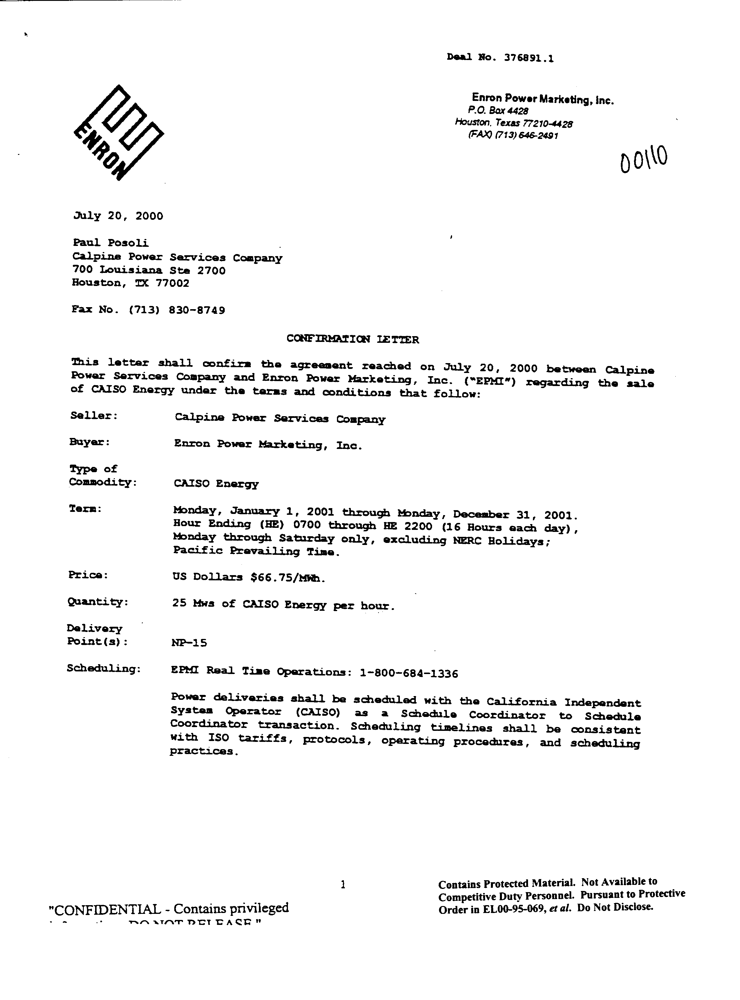 Deal No. 376891.1
Enron Power Marketing, Inc.
P.O. Box 4428
Houston, Texas 77210-4428
(FAX) (713) 646-2491
ENRON
00110
July 20, 2000
Paul Posoli
Calpine Power Services Company
700 Louisiana Ste 2700
Houston, TX 77002
Fax No. (713) 830-8749
CONFIRMATION LETTER
This letter shall confirm the agreement reached on July 20, 2000 between Calpine
Power Services Company and Enron Power Marketing, Inc. ("EPMI") regarding the sale
of CAISO Energy under the terms and conditions that follow:
Seller: Calpine Power Services Company
Buyer: Enron Power Marketing, Inc.
Type of
Commodity: CAISO Energy
Term: Monday, January 1, 2001 through Monday, December 31, 2001.
Hour Ending (HE) 0700 through HE 2200 (16 Hours each day),
Monday through Saturday only, excluding NERC Holidays;
Pacific Prevailing Time.
Price: US Dollars $66.75/MWh.
Quantity: 25 Mws of CAISO Energy per hour.
Delivery
Point(s): NP-15
Scheduling: EPMI Real Time Operations: 1-800-684-1336
Power deliveries shall be scheduled with the California Independent
System Operator (CAISO) as a Schedule Coordinator to Schedule
Coordinator transaction. Scheduling timelines shall be consistent
with ISO tariffs, protocols, operating procedures, and scheduling
practices.
1
Contains Protected Material. Not Available to
Competitive Duty Personnel. Pursuant to Protective
Order in EL00-95-069, et al. Do Not Disclose.
"CONFIDENTIAL - Contains privileged
DO NOT RELEASE"